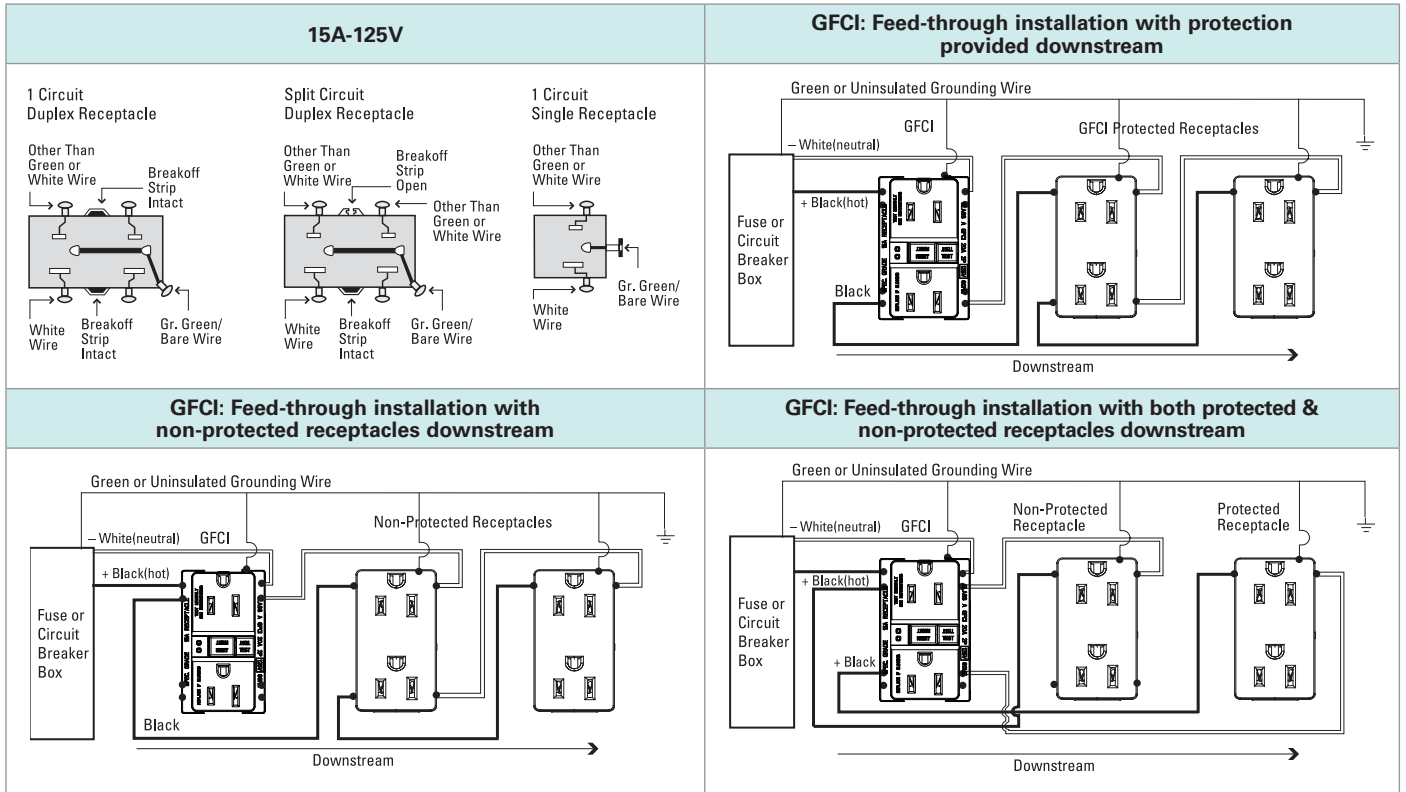 15A-125V
1 Circuit
Duplex Receptacle
Other Than
Green or
White Wire
Breakoff
Strip
Intact
White
Wire
Breakoff
Strip
Intact
Gr. Green/
Bare Wire
Split Circuit
Duplex Receptacle
Other Than
Green or
White Wire
Breakoff
Strip
Open
Other Than
Green or
White Wire
White
Wire
Breakoff
Strip
Intact
Gr. Green/
Bare Wire
1 Circuit
Single Receptacle
Other Than
Green or
White Wire
Gr. Green/
Bare Wire
White
Wire
GFCI: Feed-through installation with protection
provided downstream
Green or Uninsulated Grounding Wire
GFCI
GFCI Protected Receptacles
– White(neutral)
+ Black(hot)
Fuse or
Circuit
Breaker
Box
Black
Downstream
GFCI: Feed-through installation with
non-protected receptacles downstream
Green or Uninsulated Grounding Wire
Non-Protected Receptacles
– White(neutral)
GFCI
+ Black(hot)
Fuse or
Circuit
Breaker
Box
Black
Downstream
GFCI: Feed-through installation with both protected &
non-protected receptacles downstream
Green or Uninsulated Grounding Wire
– White(neutral)
GFCI
Non-Protected
Receptacle
Protected
Receptacle
+ Black(hot)
Fuse or
Circuit
Breaker
Box
+ Black
Downstream